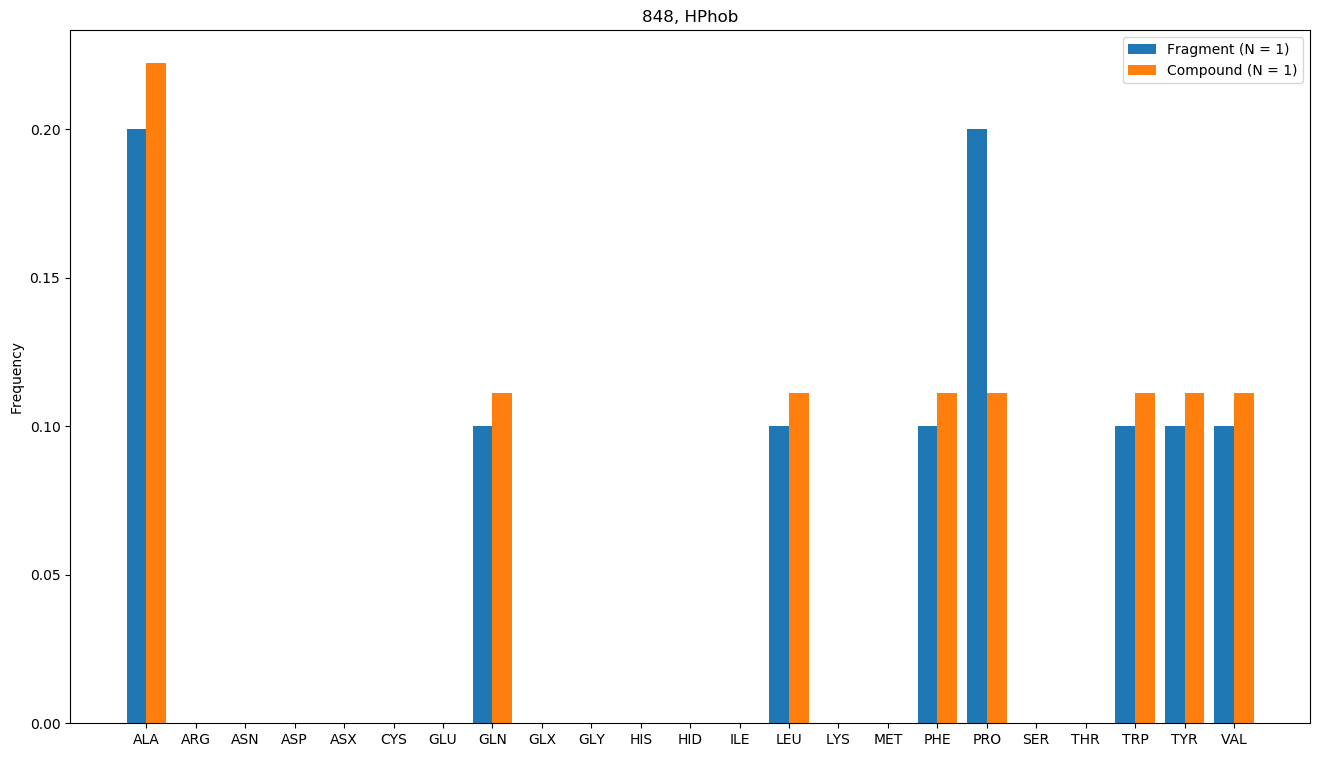 848, HPhob
Fragment (N = 1)
Compound (N = 1)
Frequency
0.20
0.15
0.10
0.05
0.00
ALA ARG ASN ASP ASX CYS GLU GLN GLX GLY HIS HID ILE LEU LYS MET PHE PRO SER THR TRP TYR VAL